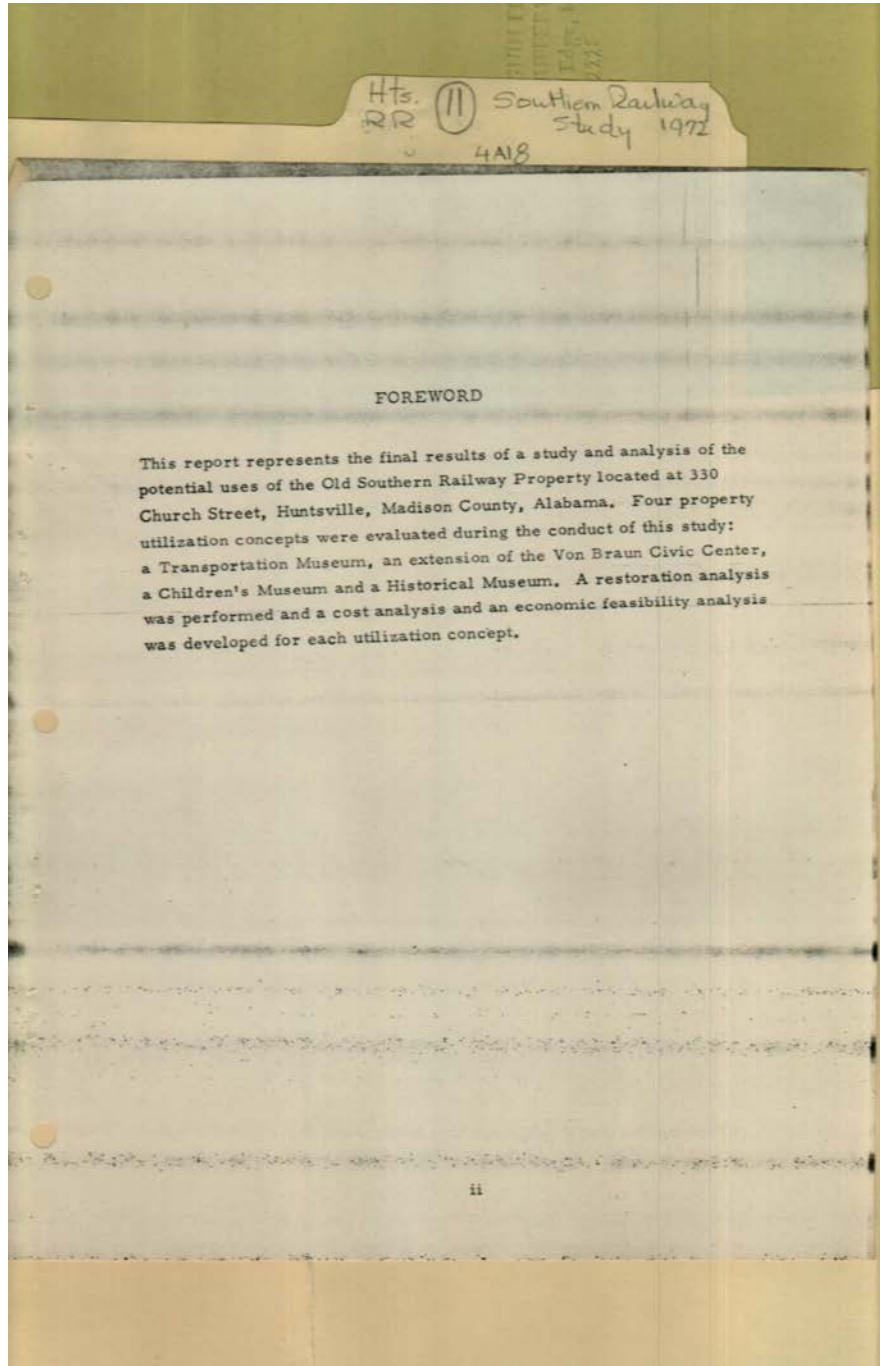 Hts. 11 Southern Railway
RR Study 1972
4A18
FOREWORD
This report represents the final results of a study and analysis of the
potential uses of the Old Southern Railway Property located at 330
Church Street, Huntsville, Madison County, Alabama. Four property
utilization concepts were evaluated during the conduct of this study:
a Transportation Museum, an extension of the Von Braun Civic Center,
a Children's Museum and a Historical Museum. A restoration analysis
was performed and a cost analysis and an economic feasibility analysis
was developed for each utilization concept.
ii